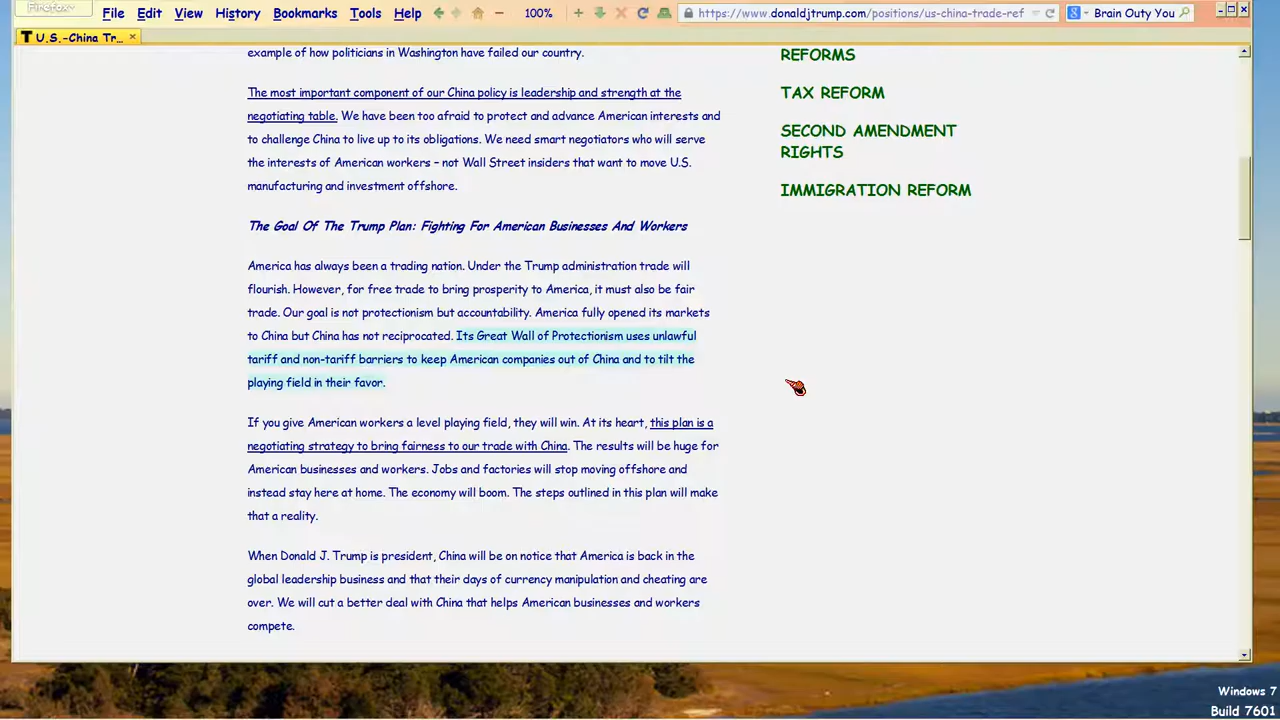 Firefox
File Edit View History Bookmarks Tools Help 100% https://www.donaldjtrump.com/positions/us-china-trade-ref Brain Outy You
U.S.-China Tr...
example of how politicians in Washington have failed our country.
The most important component of our China policy is leadership and strength at the
negotiating table. We have been too afraid to protect and advance American interests and
to challenge China to live up to its obligations. We need smart negotiators who will serve
the interests of American workers – not Wall Street insiders that want to move U.S.
manufacturing and investment offshore.
The Goal Of The Trump Plan: Fighting For American Businesses And Workers
America has always been a trading nation. Under the Trump administration trade will
flourish. However, for free trade to bring prosperity to America, it must also be fair
trade. Our goal is not protectionism but accountability. America fully opened its markets
to China but China has not reciprocated. Its Great Wall of Protectionism uses unlawful
tariff and non-tariff barriers to keep American companies out of China and to tilt the
playing field in their favor.
If you give American workers a level playing field, they will win. At its heart, this plan is a
negotiating strategy to bring fairness to our trade with China. The results will be huge for
American businesses and workers. Jobs and factories will stop moving offshore and
instead stay here at home. The economy will boom. The steps outlined in this plan will make
that a reality.
When Donald J. Trump is president, China will be on notice that America is back in the
global leadership business and that their days of currency manipulation and cheating are
over. We will cut a better deal with China that helps American businesses and workers
compete.
REFORMS
TAX REFORM
SECOND AMENDMENT
RIGHTS
IMMIGRATION REFORM
Windows 7
Build 7601